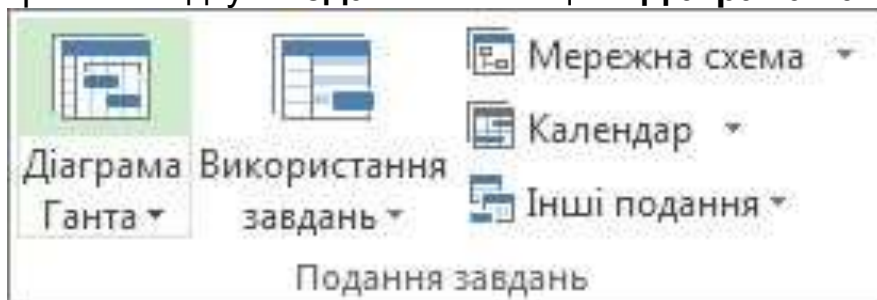 Діаграма
Ганта
Використання
завдань
Мережна схема
Календар
Інші подання
Подання завдань